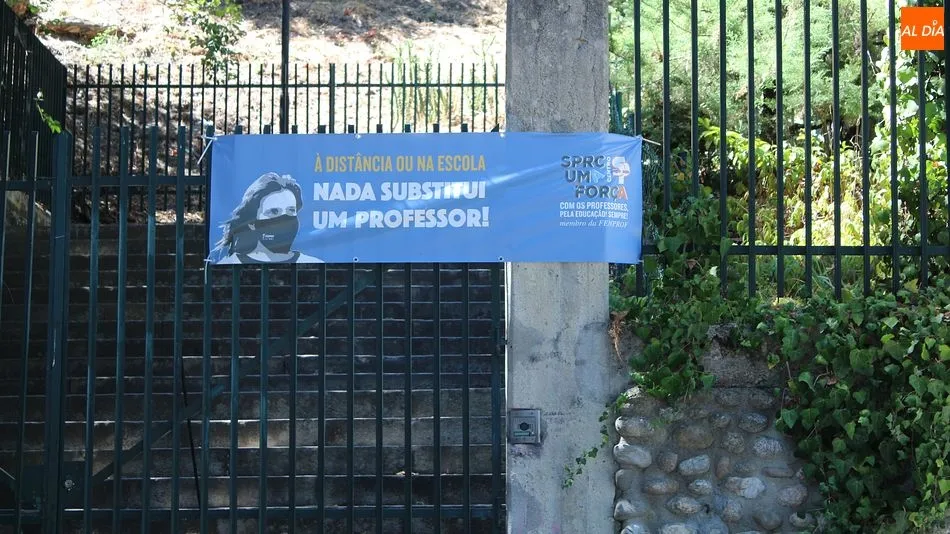 À DISTÂNCIA OU NA ESCOLA
NADA SUBSTITUI
UM PROFESSOR!
SPRC
CENTRO
UM
FORÇA
COM OS PROFESSORES,
PELA EDUCAÇÃO! SEMPRE!
membro da FENPROF
AL DÍA